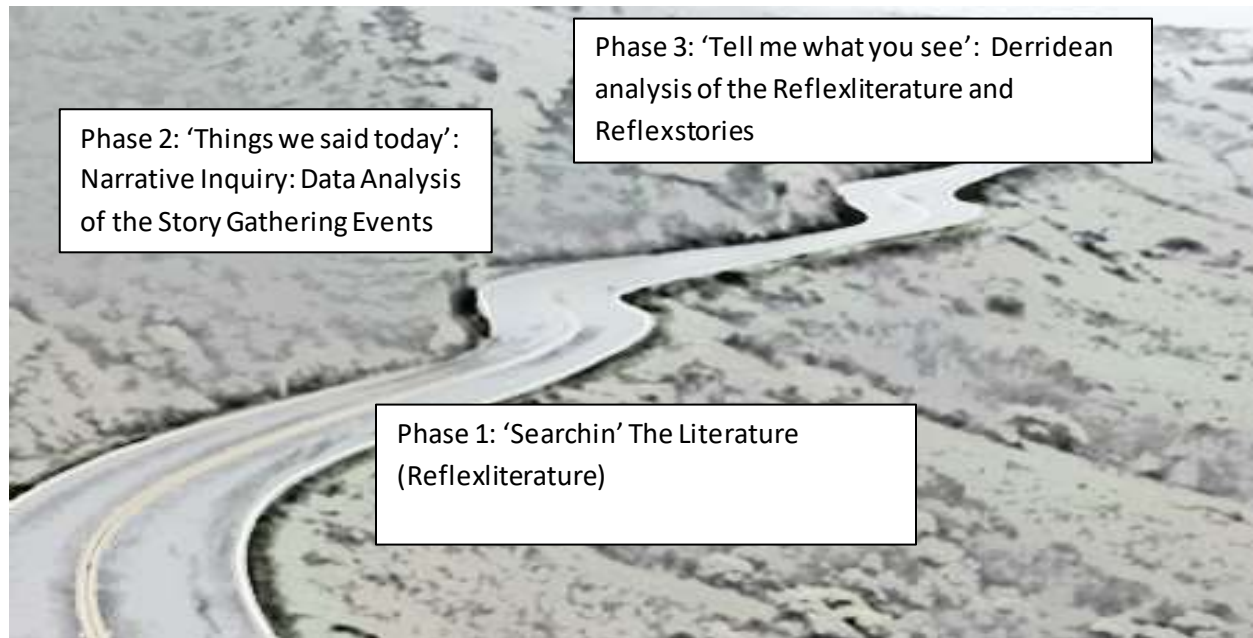 Phase 3: ‘Tell me what you see’: Derridean
analysis of the Reflexliterature and
Reflexstories
Phase 2: ‘Things we said today’:
Narrative Inquiry: Data Analysis
of the Story Gathering Events
Phase 1: ‘Searchin’ The Literature
(Reflexliterature)